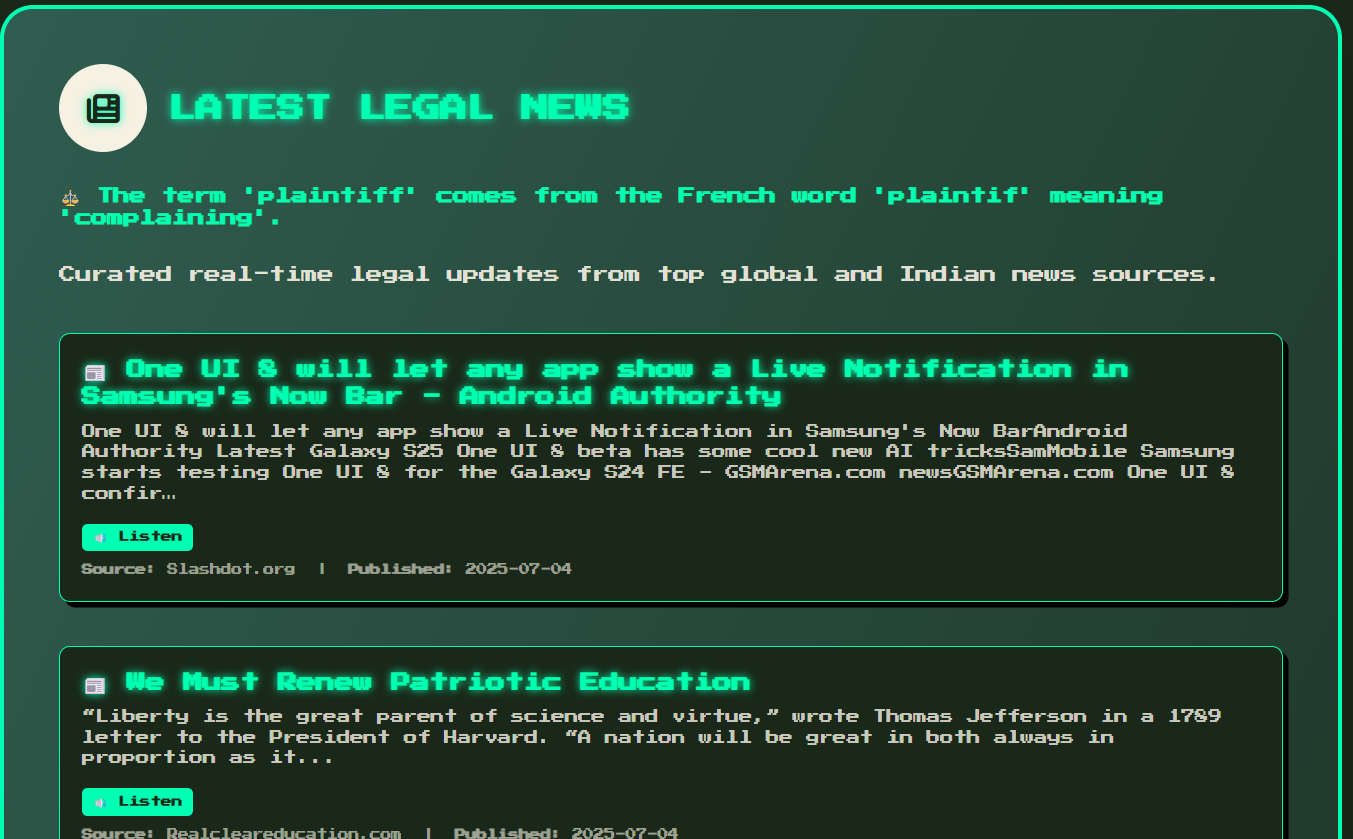 LATEST LEGAL NEWS
⚖️ The term 'plaintiff' comes from the French word 'plaintif' meaning
'complaining'.
Curated real-time legal updates from top global and Indian news sources.
📰 One UI 8 will let any app show a Live Notification in
Samsung's Now Bar - Android Authority
One UI 8 will let any app show a Live Notification in Samsung's Now BarAndroid
Authority Latest Galaxy S25 One UI 8 beta has some cool new AI tricksSamMobile Samsung
starts testing One UI 8 for the Galaxy S24 FE - GSMArena.com newsGSMArena.com One UI 8
confir…
🔊 Listen
Source: Slashdot.org | Published: 2025-07-04
📰 We Must Renew Patriotic Education
“Liberty is the great parent of science and virtue,” wrote Thomas Jefferson in a 1789
letter to the President of Harvard. “A nation will be great in both always in
proportion as it...
🔊 Listen
Source: Realcleareducation.com | Published: 2025-07-04